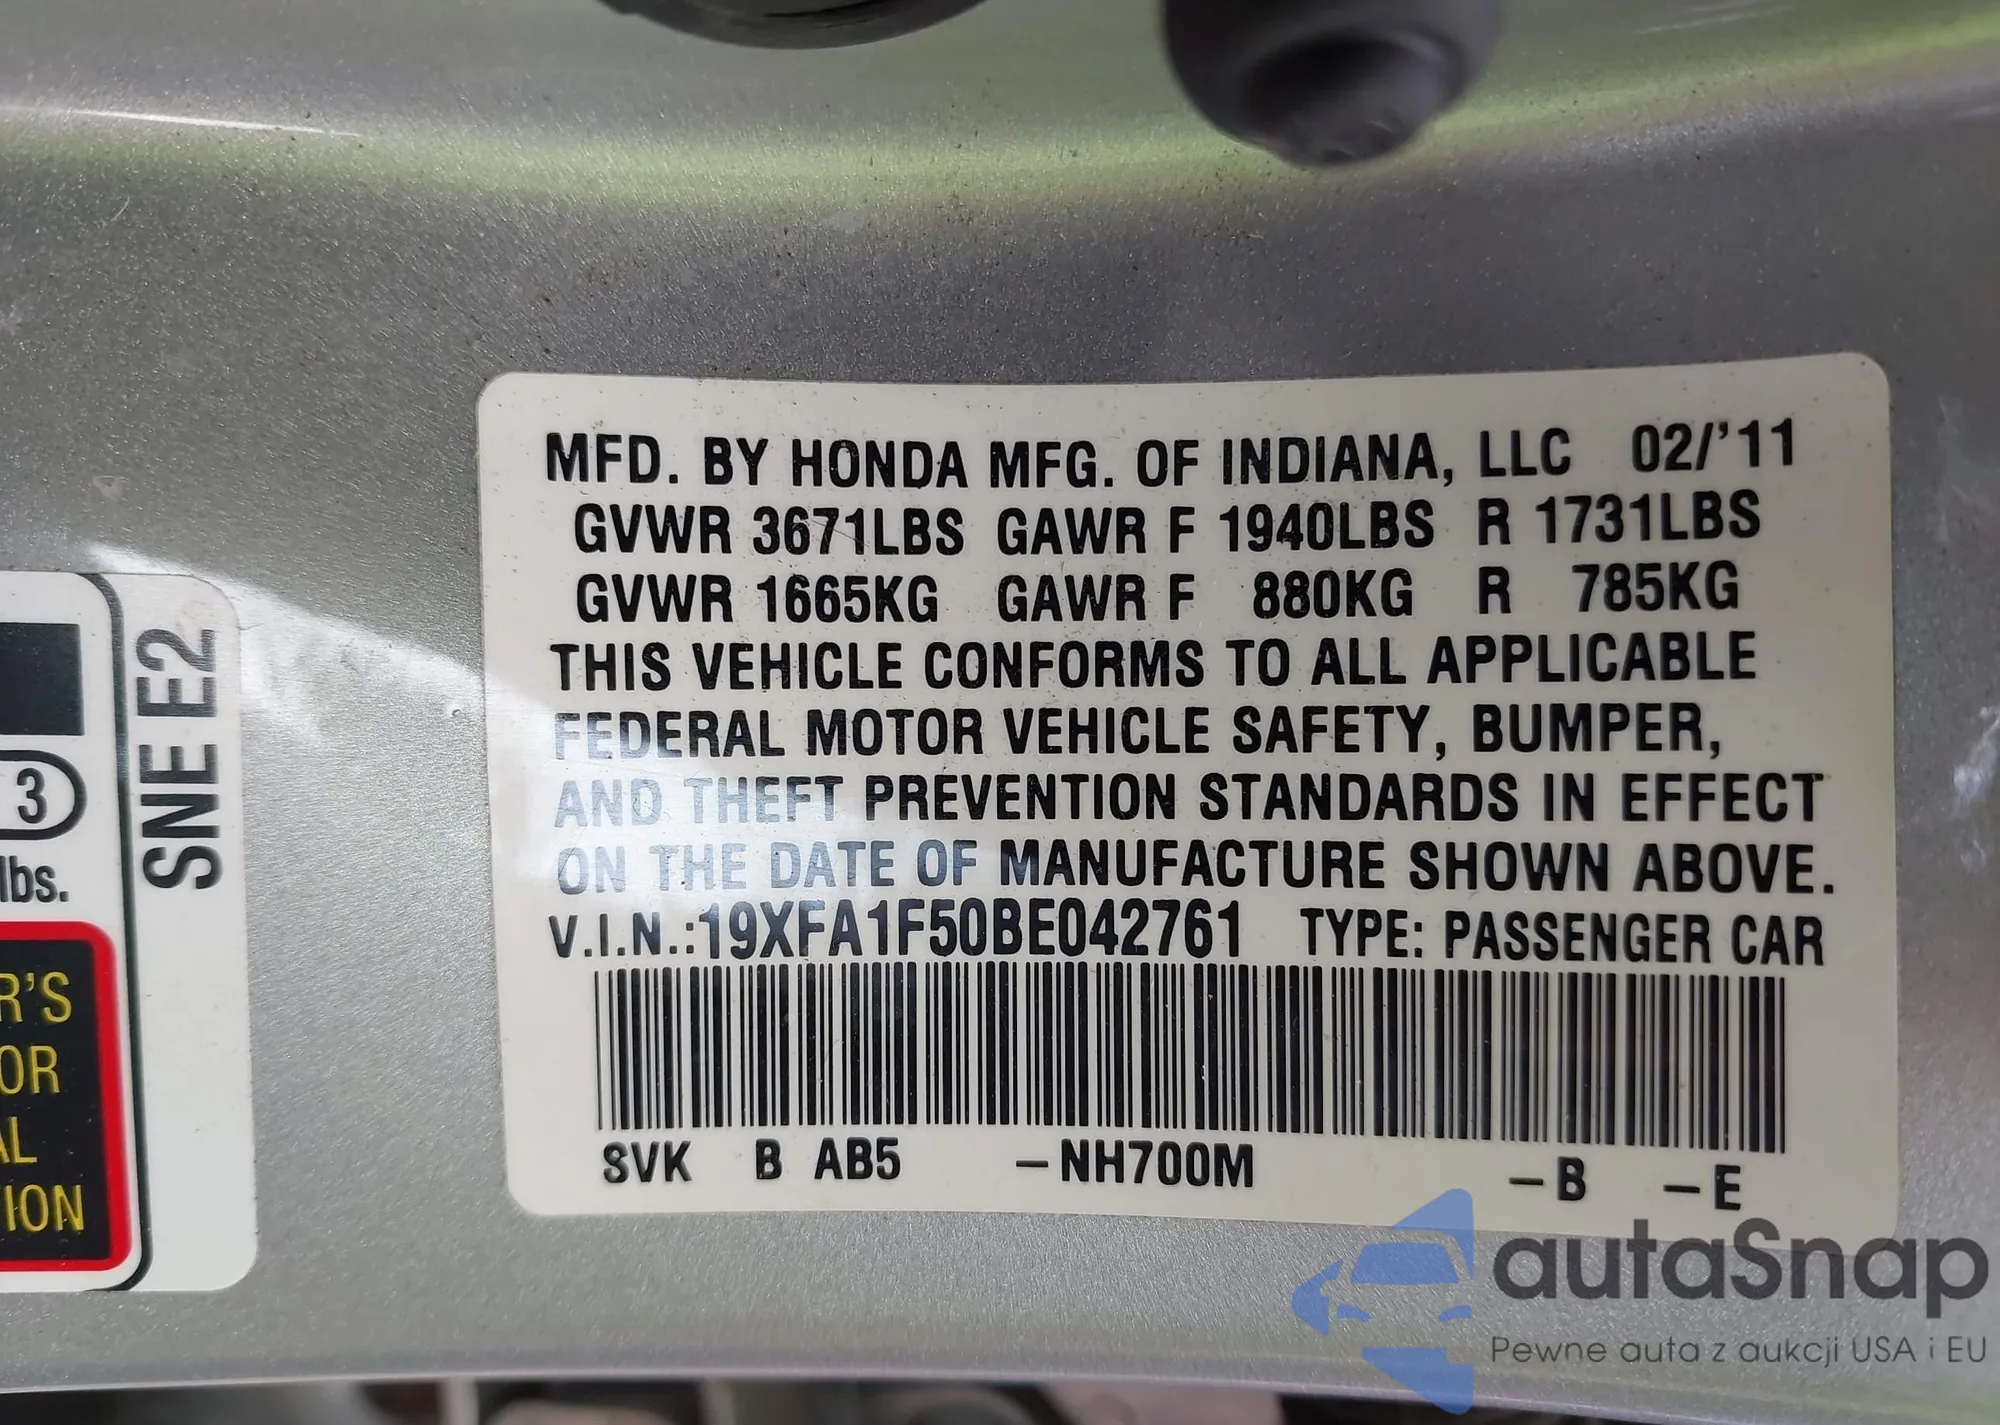 MFD. BY HONDA MFG. OF INDIANA, LLC 02/'11
GVWR 3671LBS GAWR F 1940LBS R 1731LBS
GVWR 1665KG GAWR F 880KG R 785KG
THIS VEHICLE CONFORMS TO ALL APPLICABLE
FEDERAL MOTOR VEHICLE SAFETY, BUMPER,
AND THEFT PREVENTION STANDARDS IN EFFECT
ON THE DATE OF MANUFACTURE SHOWN ABOVE.
V.I.N.:19XFA1F50BE042761 TYPE: PASSENGER CAR
SVK B AB5 -NH700M -B -E
SNE E2
3
lbs.
R'S
OR
AL
ION
autaSnap
Pewne auta z aukcji USA i EU